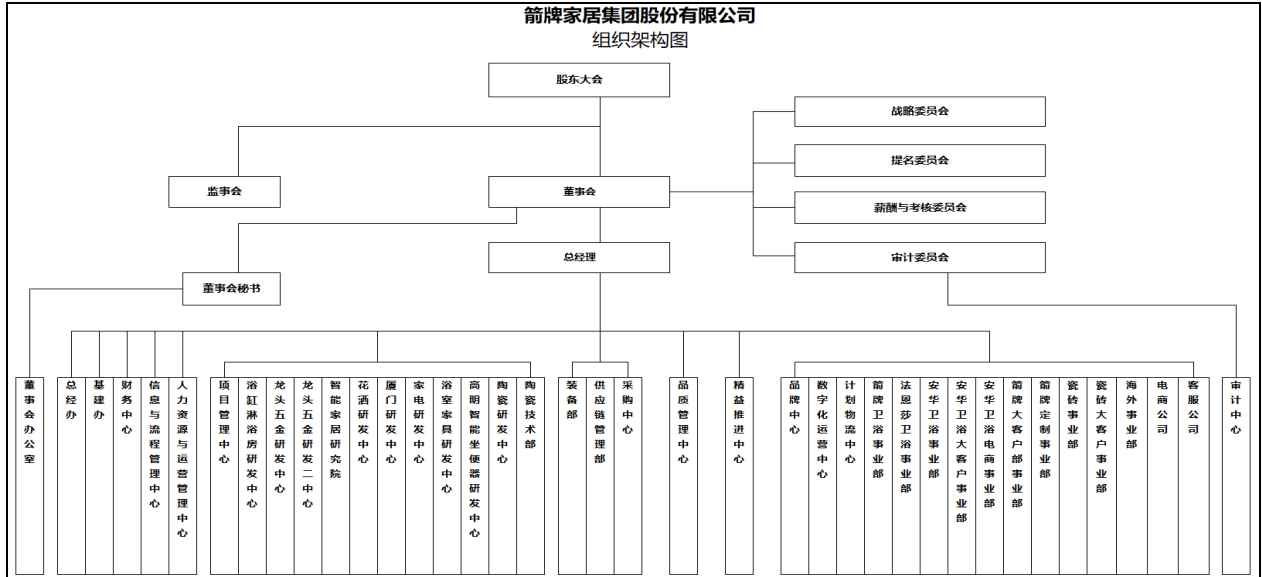 箭牌家居集团股份有限公司
组织架构图
股东大会
战略委员会
提名委员会
监事会
董事会
薪酬与考核委员会
总经理
审计委员会
董事会秘书
董事会办公室
总经办
基建办
财务中心
信息与流程管理中心
人力资源与运营管理中心
项目管理中心
浴缸淋浴房研发中心
龙头五金研发中心
龙头五金研发二中心
智能家居研究院
花洒研发中心
厦门研发中心
家电研发中心
浴室家具研发中心
高明智能坐便器研发中心
陶瓷研发中心
陶瓷技术部
装备部
供应链管理部
采购中心
品质管理中心
精益推进中心
品牌中心
数字化运营中心
计划物流中心
箭牌卫浴事业部
法恩莎卫浴事业部
安华卫浴事业部
安华卫浴大客户事业部
安华卫浴电商事业部
箭牌大客户部事业部
箭牌定制事业部
瓷砖事业部
瓷砖大客户事业部
海外事业部
电商公司
客服公司
审计中心